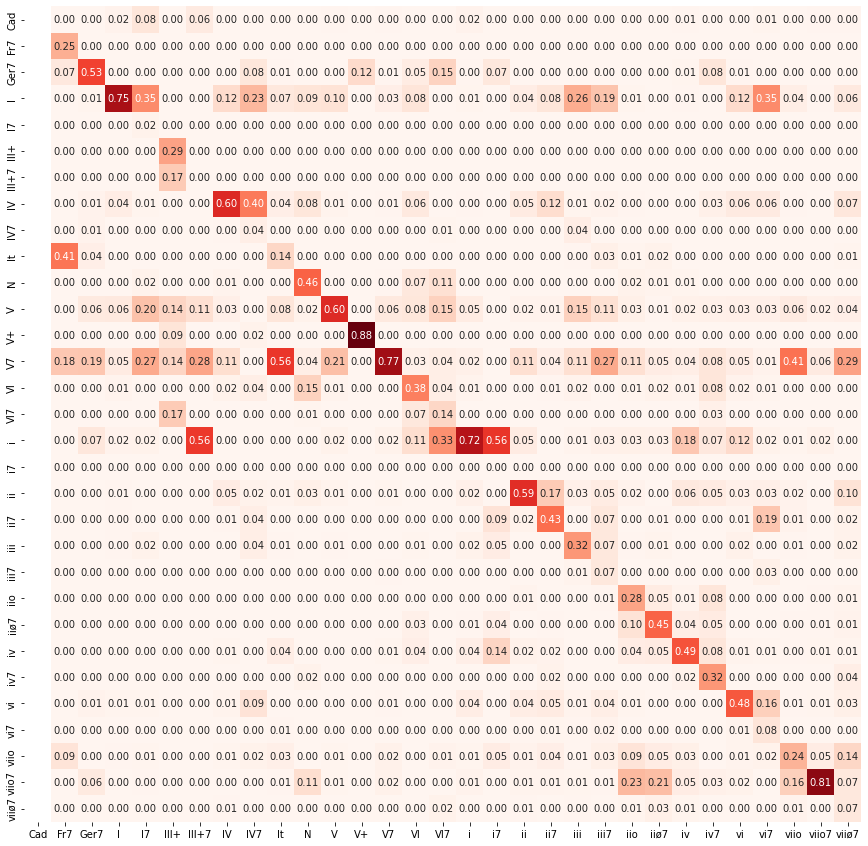 Cad 0.00 0.00 0.02 0.08 0.00 0.06 0.00 0.00 0.00 0.00 0.00 0.00 0.00 0.00 0.00 0.02 0.00 0.00 0.00 0.00 0.00 0.00 0.00 0.01 0.00 0.00 0.01 0.00 0.00 0.00
Fr7 0.25 0.00 0.00 0.00 0.00 0.00 0.00 0.00 0.00 0.00 0.00 0.00 0.00 0.00 0.00 0.00 0.00 0.00 0.00 0.00 0.00 0.00 0.00 0.00 0.00 0.00 0.00 0.00 0.00 0.00
Ger7 0.07 0.53 0.00 0.00 0.00 0.00 0.00 0.08 0.01 0.00 0.00 0.12 0.01 0.05 0.15 0.00 0.07 0.00 0.00 0.00 0.00 0.00 0.00 0.01 0.08 0.01 0.00 0.00 0.00 0.00
I 0.00 0.01 0.75 0.35 0.00 0.00 0.12 0.23 0.07 0.09 0.10 0.00 0.03 0.08 0.00 0.01 0.00 0.04 0.08 0.26 0.19 0.01 0.00 0.01 0.00 0.12 0.35 0.04 0.00 0.06
I7 0.00 0.00 0.00 0.02 0.00 0.00 0.00 0.00 0.00 0.00 0.00 0.00 0.00 0.00 0.00 0.00 0.00 0.00 0.00 0.00 0.00 0.00 0.00 0.00 0.00 0.00 0.00 0.00 0.00 0.00
III+ 0.00 0.00 0.00 0.00 0.29 0.00 0.00 0.00 0.00 0.00 0.00 0.00 0.00 0.00 0.00 0.00 0.00 0.00 0.00 0.00 0.00 0.00 0.00 0.00 0.00 0.00 0.00 0.00 0.00 0.00
III+7 0.00 0.00 0.00 0.00 0.17 0.00 0.00 0.00 0.00 0.00 0.00 0.00 0.00 0.00 0.00 0.00 0.00 0.00 0.00 0.00 0.00 0.00 0.00 0.00 0.00 0.00 0.00 0.00 0.00 0.00
IV 0.00 0.01 0.04 0.01 0.00 0.00 0.60 0.40 0.04 0.08 0.01 0.00 0.01 0.06 0.00 0.00 0.00 0.05 0.12 0.01 0.02 0.00 0.00 0.00 0.03 0.06 0.06 0.00 0.00 0.07
IV7 0.00 0.01 0.00 0.00 0.00 0.00 0.00 0.04 0.00 0.00 0.00 0.00 0.00 0.00 0.01 0.00 0.00 0.00 0.00 0.04 0.00 0.00 0.00 0.00 0.00 0.00 0.00 0.00 0.00 0.00
It 0.41 0.04 0.00 0.00 0.00 0.00 0.00 0.00 0.14 0.00 0.00 0.00 0.00 0.00 0.00 0.00 0.00 0.00 0.00 0.00 0.03 0.01 0.02 0.00 0.00 0.00 0.00 0.00 0.00 0.01
N 0.00 0.00 0.00 0.02 0.00 0.00 0.01 0.00 0.00 0.46 0.00 0.00 0.00 0.07 0.11 0.00 0.00 0.00 0.00 0.00 0.00 0.02 0.01 0.01 0.00 0.00 0.00 0.00 0.00 0.00
V 0.00 0.06 0.06 0.20 0.14 0.11 0.03 0.00 0.08 0.02 0.60 0.00 0.06 0.08 0.15 0.05 0.00 0.02 0.01 0.15 0.11 0.03 0.01 0.02 0.03 0.03 0.03 0.06 0.02 0.04
V+ 0.00 0.00 0.00 0.00 0.09 0.00 0.00 0.02 0.00 0.00 0.00 0.88 0.00 0.00 0.00 0.00 0.00 0.00 0.00 0.00 0.00 0.00 0.00 0.00 0.00 0.00 0.00 0.00 0.00 0.00
V7 0.18 0.19 0.05 0.27 0.14 0.28 0.11 0.00 0.56 0.04 0.21 0.00 0.77 0.03 0.04 0.02 0.00 0.11 0.04 0.11 0.27 0.11 0.05 0.04 0.08 0.05 0.01 0.41 0.06 0.29
VI 0.00 0.00 0.01 0.00 0.00 0.00 0.02 0.04 0.00 0.15 0.01 0.00 0.00 0.38 0.04 0.01 0.00 0.00 0.01 0.02 0.00 0.01 0.02 0.01 0.08 0.02 0.01 0.00 0.00 0.01
VI7 0.00 0.00 0.00 0.00 0.17 0.00 0.00 0.00 0.00 0.01 0.00 0.00 0.00 0.07 0.14 0.00 0.00 0.00 0.00 0.00 0.00 0.00 0.00 0.00 0.03 0.00 0.00 0.00 0.00 0.00
i 0.00 0.07 0.02 0.02 0.00 0.56 0.00 0.00 0.00 0.00 0.02 0.00 0.02 0.11 0.33 0.72 0.56 0.05 0.00 0.01 0.03 0.03 0.03 0.18 0.07 0.12 0.02 0.01 0.02 0.00
i7 0.00 0.00 0.00 0.00 0.00 0.00 0.00 0.00 0.00 0.00 0.00 0.00 0.00 0.00 0.00 0.00 0.00 0.00 0.00 0.00 0.00 0.00 0.00 0.00 0.00 0.00 0.00 0.00 0.00 0.00
ii 0.00 0.00 0.01 0.00 0.00 0.00 0.05 0.02 0.01 0.03 0.01 0.00 0.01 0.00 0.00 0.02 0.00 0.59 0.17 0.03 0.05 0.02 0.00 0.06 0.05 0.03 0.03 0.02 0.00 0.10
ii7 0.00 0.00 0.00 0.00 0.00 0.00 0.01 0.04 0.00 0.00 0.00 0.00 0.00 0.00 0.00 0.00 0.09 0.02 0.43 0.00 0.07 0.00 0.01 0.00 0.00 0.01 0.19 0.01 0.00 0.02
iii 0.00 0.00 0.00 0.02 0.00 0.00 0.00 0.04 0.00 0.01 0.01 0.00 0.01 0.00 0.01 0.02 0.05 0.01 0.00 0.32 0.07 0.00 0.01 0.00 0.00 0.02 0.00 0.01 0.00 0.02
iii7 0.00 0.00 0.00 0.00 0.00 0.00 0.00 0.00 0.00 0.00 0.00 0.00 0.00 0.00 0.00 0.00 0.00 0.00 0.00 0.01 0.07 0.00 0.00 0.00 0.00 0.00 0.03 0.00 0.00 0.00
iio 0.00 0.00 0.00 0.00 0.00 0.00 0.00 0.00 0.00 0.00 0.00 0.00 0.00 0.00 0.00 0.00 0.00 0.01 0.00 0.00 0.01 0.28 0.05 0.01 0.08 0.00 0.00 0.00 0.00 0.01
iiø7 0.00 0.00 0.00 0.00 0.00 0.00 0.00 0.00 0.00 0.00 0.00 0.00 0.00 0.03 0.00 0.01 0.04 0.00 0.00 0.00 0.00 0.10 0.45 0.04 0.05 0.00 0.00 0.01 0.00 0.01
iv 0.00 0.00 0.00 0.00 0.00 0.00 0.01 0.00 0.04 0.00 0.01 0.00 0.01 0.04 0.00 0.04 0.14 0.02 0.02 0.00 0.00 0.04 0.05 0.49 0.08 0.01 0.00 0.01 0.00 0.01
iv7 0.00 0.00 0.00 0.00 0.00 0.00 0.00 0.00 0.00 0.02 0.00 0.00 0.00 0.00 0.00 0.00 0.00 0.00 0.02 0.00 0.00 0.00 0.00 0.02 0.32 0.00 0.00 0.00 0.00 0.04
vi 0.00 0.01 0.01 0.00 0.00 0.00 0.01 0.09 0.00 0.00 0.01 0.00 0.01 0.00 0.00 0.04 0.00 0.04 0.05 0.01 0.04 0.01 0.00 0.00 0.00 0.48 0.16 0.01 0.01 0.03
vi7 0.00 0.00 0.00 0.00 0.00 0.00 0.00 0.00 0.00 0.00 0.00 0.00 0.00 0.00 0.00 0.00 0.00 0.00 0.01 0.00 0.02 0.00 0.00 0.00 0.00 0.01 0.08 0.00 0.00 0.00
viio 0.09 0.00 0.00 0.01 0.00 0.00 0.01 0.02 0.03 0.00 0.01 0.00 0.02 0.00 0.01 0.01 0.05 0.01 0.04 0.01 0.03 0.09 0.05 0.03 0.00 0.01 0.02 0.24 0.05 0.14
viio7 0.00 0.06 0.00 0.00 0.00 0.00 0.00 0.00 0.01 0.11 0.00 0.00 0.02 0.00 0.00 0.01 0.00 0.01 0.01 0.01 0.00 0.23 0.21 0.05 0.03 0.02 0.00 0.16 0.81 0.07
viiø7 0.00 0.00 0.00 0.00 0.00 0.00 0.01 0.00 0.00 0.00 0.00 0.00 0.00 0.00 0.02 0.00 0.00 0.01 0.00 0.00 0.00 0.01 0.03 0.01 0.00 0.00 0.00 0.01 0.00 0.07
Cad Fr7 Ger7 I I7 III+ III+7 IV IV7 It N V V+ V7 VI VI7 i i7 ii ii7 iii iii7 iio iiø7 iv iv7 vi vi7 viio viio7 viiø7